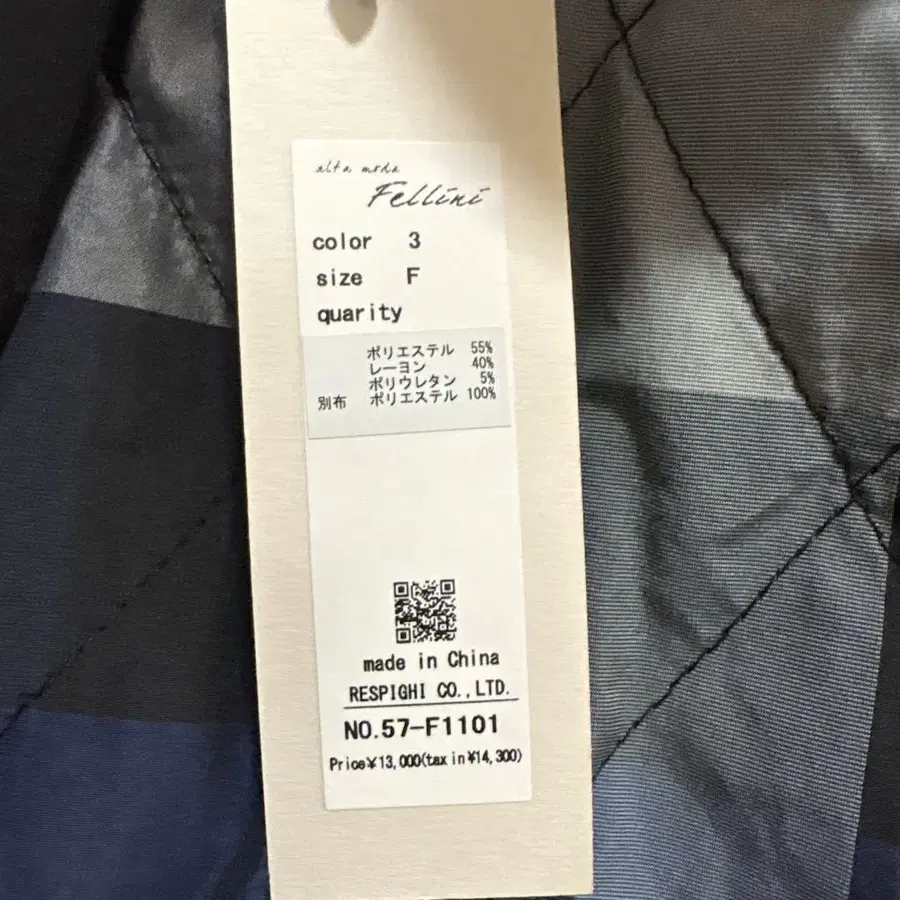 alta moda
Fellini
color 3
size F
quarity
ポリエステル 55%
レーヨン 40%
ポリウレタン 5%
別布 ポリエステル 100%
made in China
RESPIGHI CO.,LTD.
NO.57-F1101
Price¥13,000(tax in¥14,300)